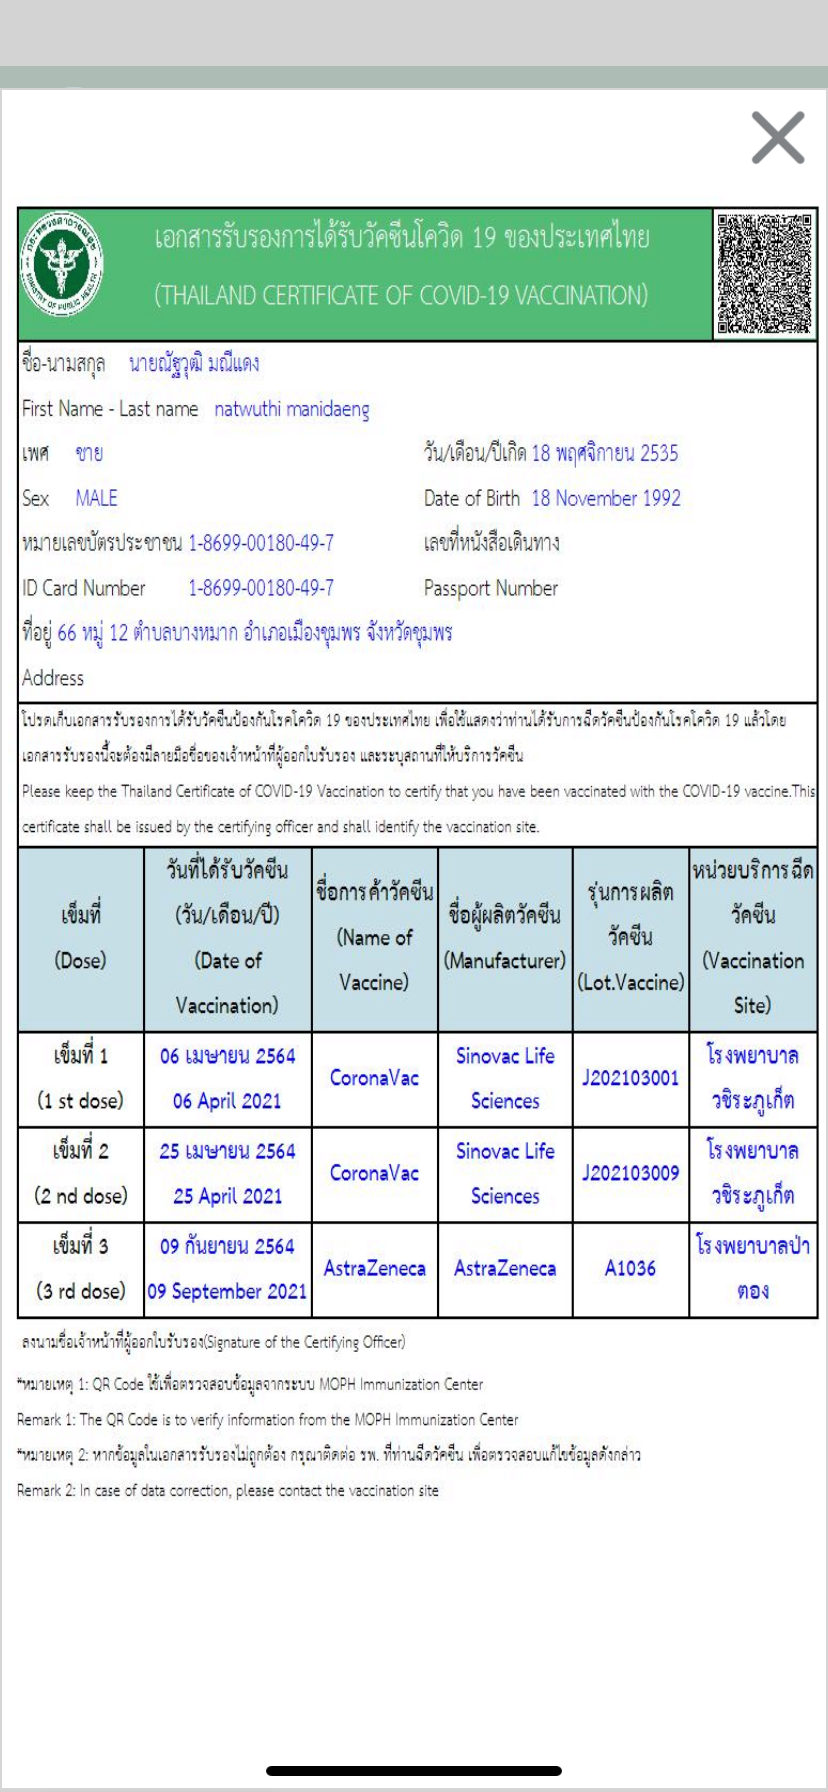 เอกสารรับรองการได้รับวัคซีนโควิด 19 ของประเทศไทย
(THAILAND CERTIFICATE OF COVID-19 VACCINATION)
MINISTRY OF PUBLIC HEALTH
ชื่อ-นามสกุล นายณัฐวุฒิ มณีแดง
First Name - Last name natwuthi manidaeng
เพศ ชาย วัน/เดือน/ปีเกิด 18 พฤศจิกายน 2535
Sex MALE Date of Birth 18 November 1992
หมายเลขบัตรประชาชน 1-8699-00180-49-7 เลขที่หนังสือเดินทาง
ID Card Number 1-8699-00180-49-7 Passport Number
ที่อยู่ 66 หมู่ 12 ตำบลบางหมาก อำเภอเมืองชุมพร จังหวัดชุมพร
Address
โปรดเก็บเอกสารรับรองการได้รับวัคซีนป้องกันโรคโควิด 19 ของประเทศไทย เพื่อใช้แสดงว่าท่านได้รับการฉีดวัคซีนป้องกันโรคโควิด 19 แล้วโดย
เอกสารรับรองนี้จะต้องมีลายมือชื่อของเจ้าหน้าที่ผู้ออกใบรับรอง และระบุสถานที่ให้บริการวัคซีน
Please keep the Thailand Certificate of COVID-19 Vaccination to certify that you have been vaccinated with the COVID-19 vaccine.This
certificate shall be issued by the certifying officer and shall identify the vaccination site.
เข็มที่
(Dose)
วันที่ได้รับวัคซีน
(วัน/เดือน/ปี)
(Date of
Vaccination)
ชื่อการค้าวัคซีน
(Name of
Vaccine)
ชื่อผู้ผลิตวัคซีน
(Manufacturer)
รุ่นการผลิต
วัคซีน
(Lot.Vaccine)
หน่วยบริการฉีด
วัคซีน
(Vaccination
Site)
เข็มที่ 1
(1 st dose)
06 เมษายน 2564
06 April 2021
CoronaVac
Sinovac Life
Sciences
J202103001
โรงพยาบาล
วชิระภูเก็ต
เข็มที่ 2
(2 nd dose)
25 เมษายน 2564
25 April 2021
CoronaVac
Sinovac Life
Sciences
J202103009
โรงพยาบาล
วชิระภูเก็ต
เข็มที่ 3
(3 rd dose)
09 กันยายน 2564
09 September 2021
AstraZeneca
AstraZeneca
A1036
โรงพยาบาลป่า
ตอง
ลงนามชื่อเจ้าหน้าที่ผู้ออกใบรับรอง(Signature of the Certifying Officer)
*หมายเหตุ 1: QR Code ใช้เพื่อตรวจสอบข้อมูลจากระบบ MOPH Immunization Center
Remark 1: The QR Code is to verify information from the MOPH Immunization Center
*หมายเหตุ 2: หากข้อมูลในเอกสารรับรองไม่ถูกต้อง กรุณาติดต่อ รพ. ที่ท่านฉีดวัคซีน เพื่อตรวจสอบแก้ไขข้อมูลดังกล่าว
Remark 2: In case of data correction, please contact the vaccination site